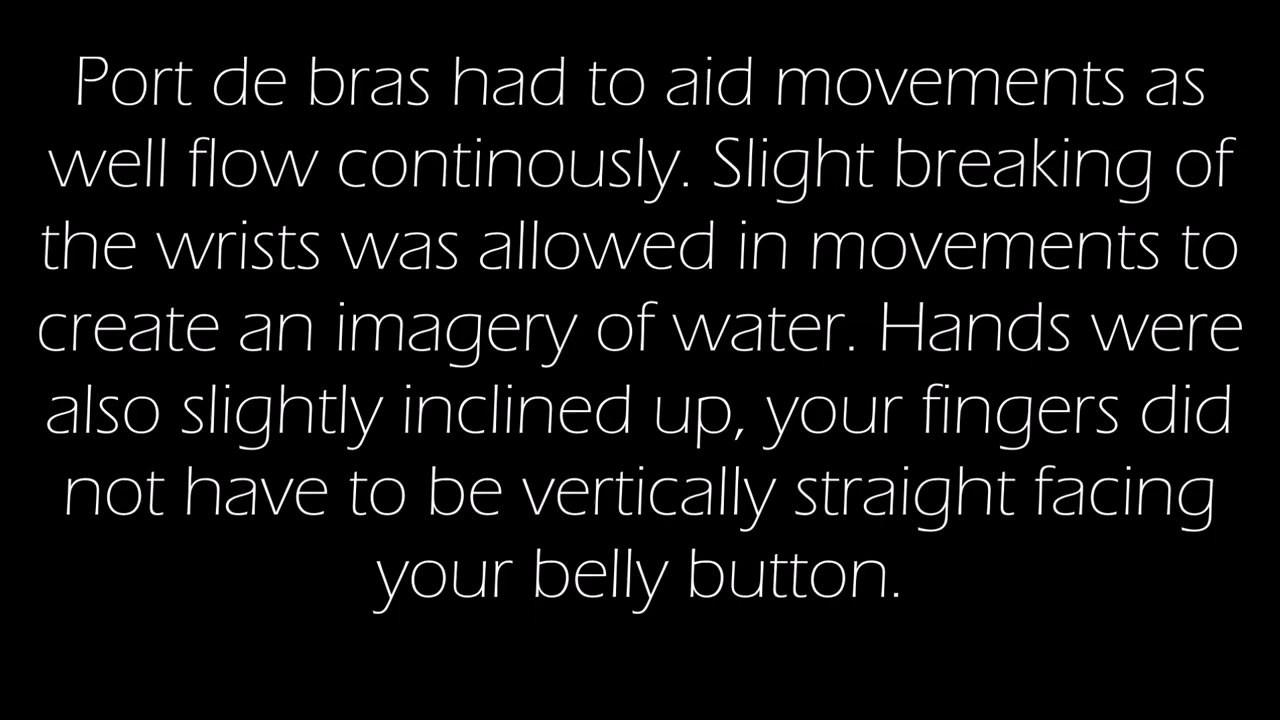 Port de bras had to aid movements as
well flow continously. Slight breaking of
the wrists was allowed in movements to
create an imagery of water. Hands were
also slightly inclined up, your fingers did
not have to be vertically straight facing
your belly button.